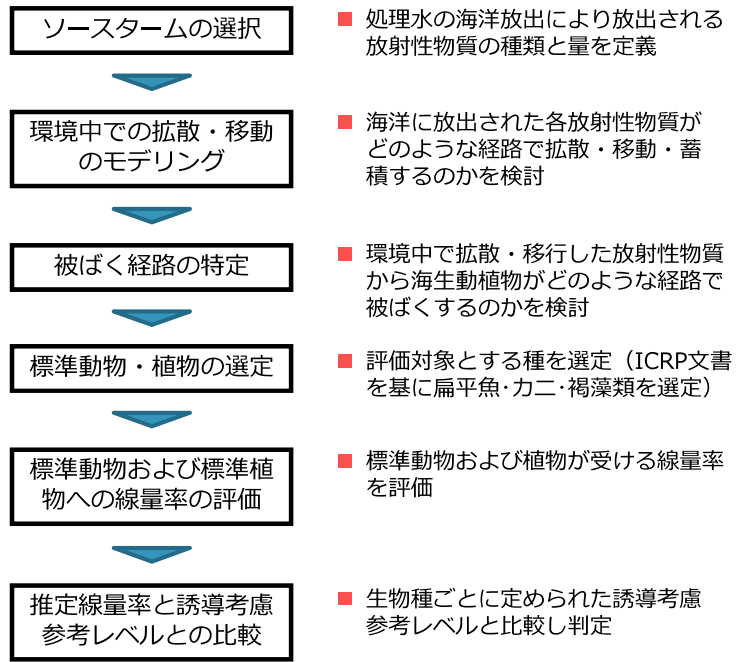 ソースタームの選択
処理水の海洋放出により放出される
放射性物質の種類と量を定義
環境中での拡散・移動
のモデリング
海洋に放出された各放射性物質が
どのような経路で拡散・移動・蓄
積するのかを検討
被ばく経路の特定
環境中で拡散・移行した放射性物質
から海生動植物がどのような経路で
被ばくするのかを検討
標準動物・植物の選定
評価対象とする種を選定（ICRP文書
を基に扁平魚･カニ･褐藻類を選定）
標準動物および標準植
物への線量率の評価
標準動物および植物が受ける線量率
を評価
推定線量率と誘導考慮
参考レベルとの比較
生物種ごとに定められた誘導考慮
参考レベルと比較し判定